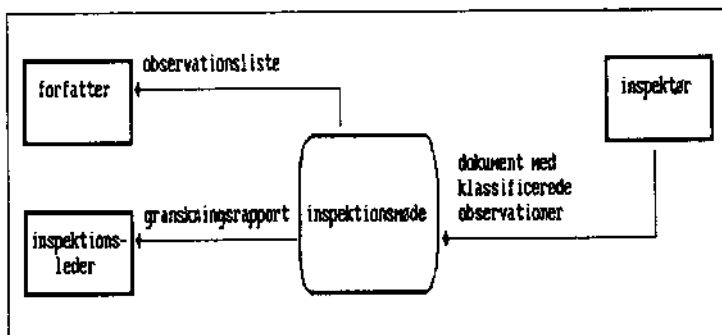 observationsliste
forfatter
inspektør
dokument med
klassificerede
observationer
granskningsrapport
inspektionsmøde
inspektions-
leder